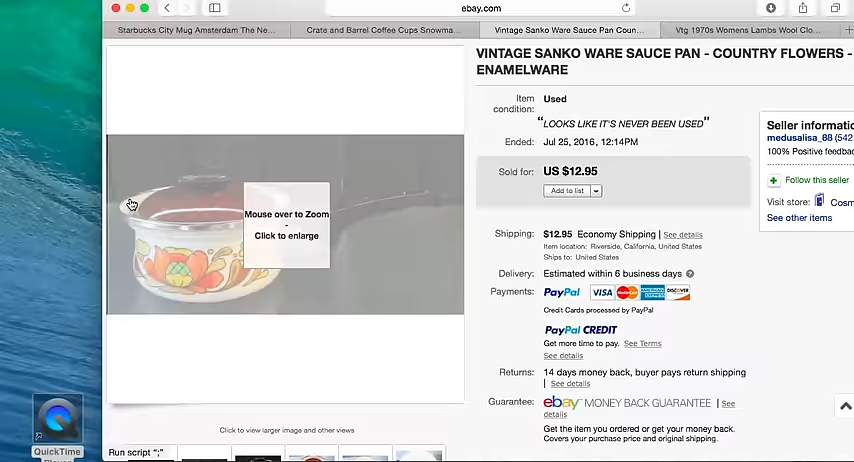 ebay.com
Starbucks City Mug Amsterdam The Ne...
Crate and Barrel Coffee Cups Snowma...
Vintage Sanko Ware Sauce Pan Coun...
Vtg 1970s Womens Lambs Wool Clo...
VINTAGE SANKO WARE SAUCE PAN - COUNTRY FLOWERS -
ENAMELWARE
Item
condition:
Used
"LOOKS LIKE IT'S NEVER BEEN USED"
Ended: Jul 25, 2016, 12:14PM
Sold for: US $12.95
Add to list
Shipping: $12.95 Economy Shipping | See details
Item location: Riverside, California, United States
Ships to: United States
Delivery: Estimated within 6 business days
Payments: PayPal VISA MasterCard AMERICAN EXPRESS DISCOVER
Credit Cards processed by PayPal
PayPal CREDIT
Get more time to pay. See Terms
See details
Returns: 14 days money back, buyer pays return shipping
| See details
Guarantee: ebay MONEY BACK GUARANTEE | See
details
Get the item you ordered or get your money back.
Covers your purchase price and original shipping.
Seller informatio
medusalisa_88 (542
100% Positive feedbac
Follow this seller
Visit store: Cosm
See other items
Mouse over to Zoom
-
Click to enlarge
Click to view larger image and other views
Run script ";"
QuickTime